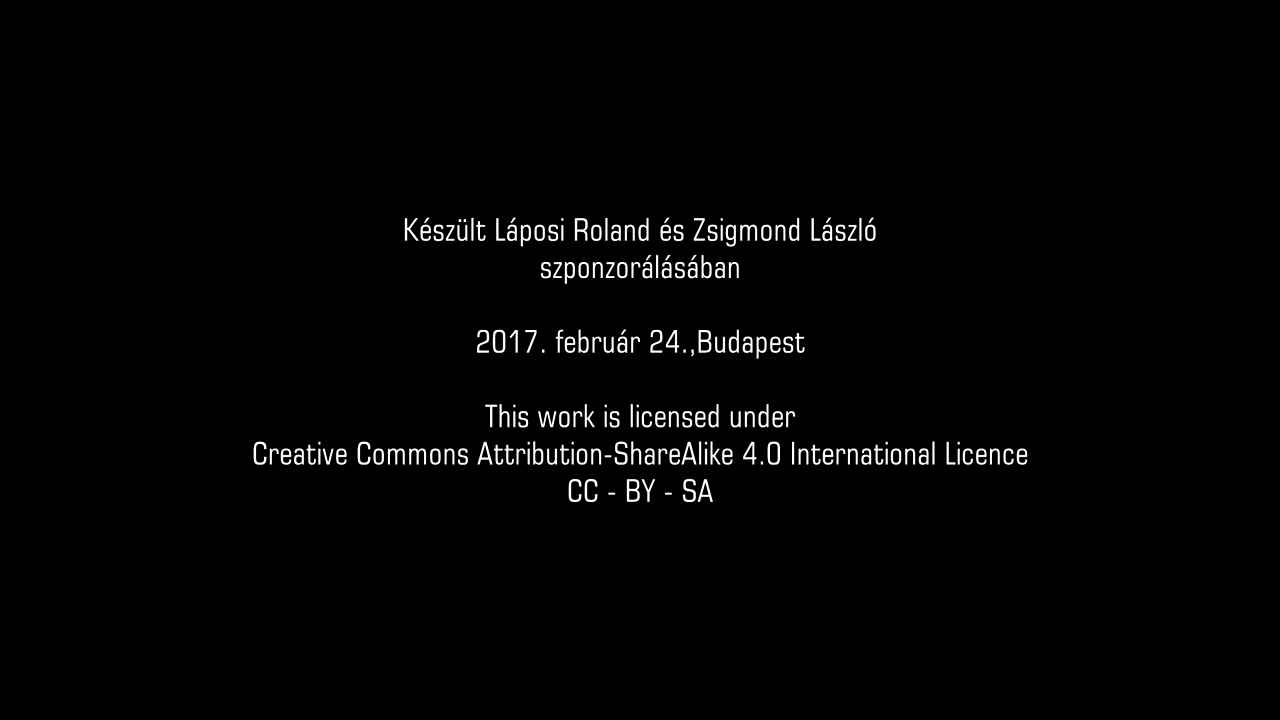 Készült Láposi Roland és Zsigmond László
szponzorálásában
2017. február 24.,Budapest
This work is licensed under
Creative Commons Attribution-ShareAlike 4.0 International Licence
CC - BY - SA